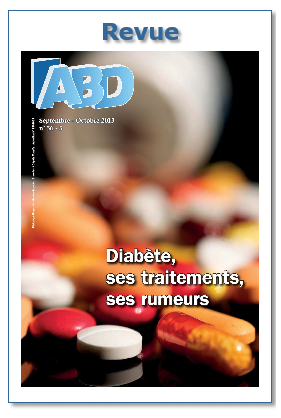 Revue
ABD
Septembre - Octobre 2013
Diabète,
ses traitements,
ses rumeurs